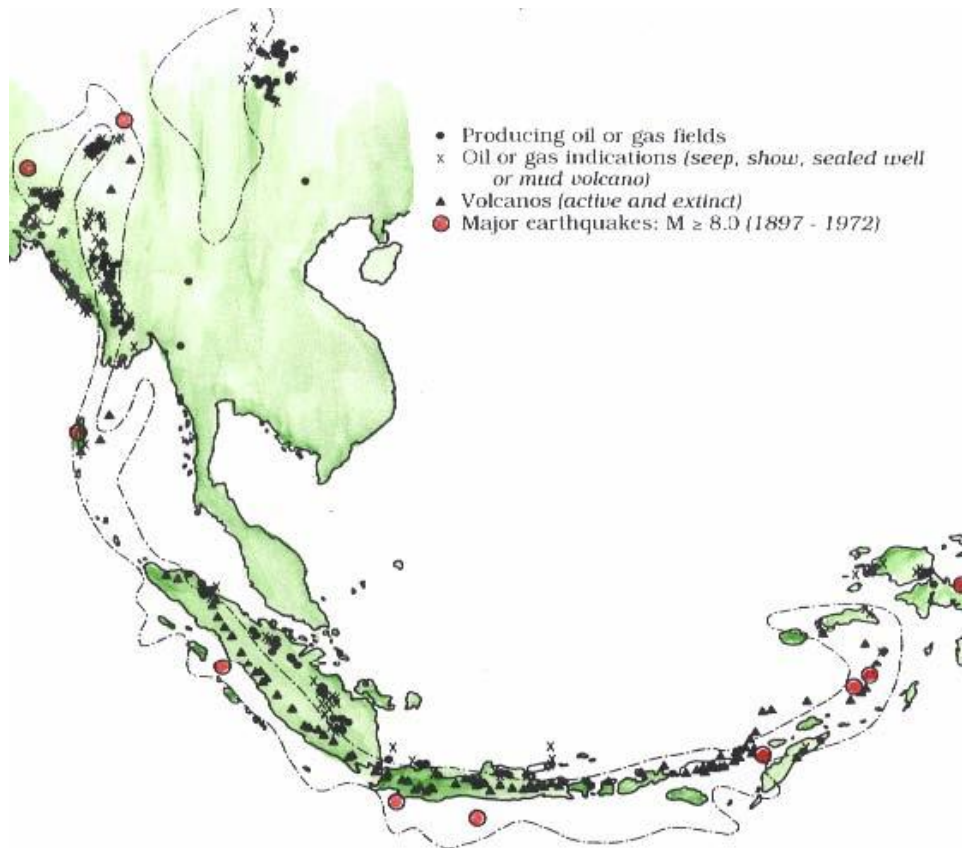 Producing oil or gas fields
Oil or gas indications (seep, show, sealed well
or mud volcano)
Volcanos (active and extinct)
Major earthquakes: M ≥ 8.0 (1897 - 1972)